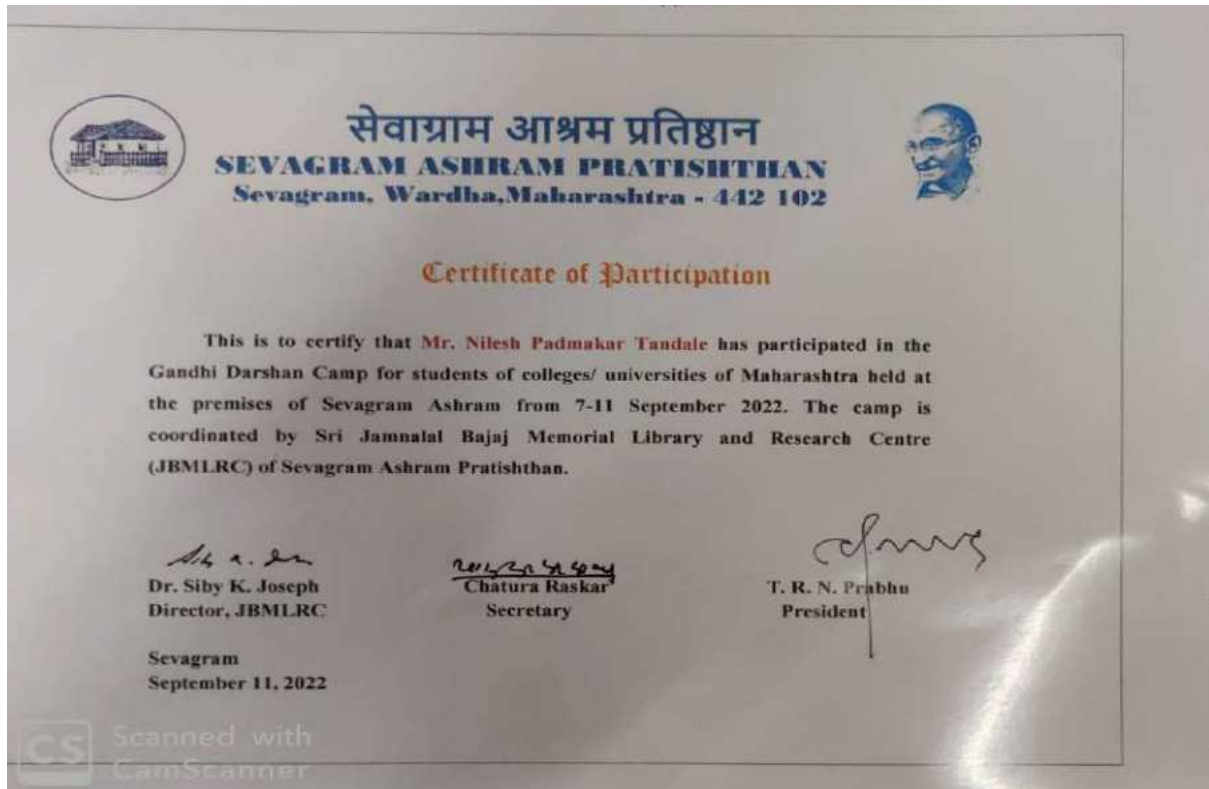 सेवाग्राम आश्रम प्रतिष्ठान
SEVAGRAM ASHRAM PRATISHTHAN
Sevagram, Wardha,Maharashtra - 442 102
Certificate of Participation
This is to certify that Mr. Nilesh Padmakar Tandale has participated in the
Gandhi Darshan Camp for students of colleges/ universities of Maharashtra held at
the premises of Sevagram Ashram from 7-11 September 2022. The camp is
coordinated by Sri Jamnalal Bajaj Memorial Library and Research Centre
(JBMLRC) of Sevagram Ashram Pratishthan.
Dr. Siby K. Joseph
Director, JBMLRC
Chatura Raskar
Secretary
T. R. N. Prabhu
President
Sevagram
September 11, 2022
CS Scanned with
CamScanner